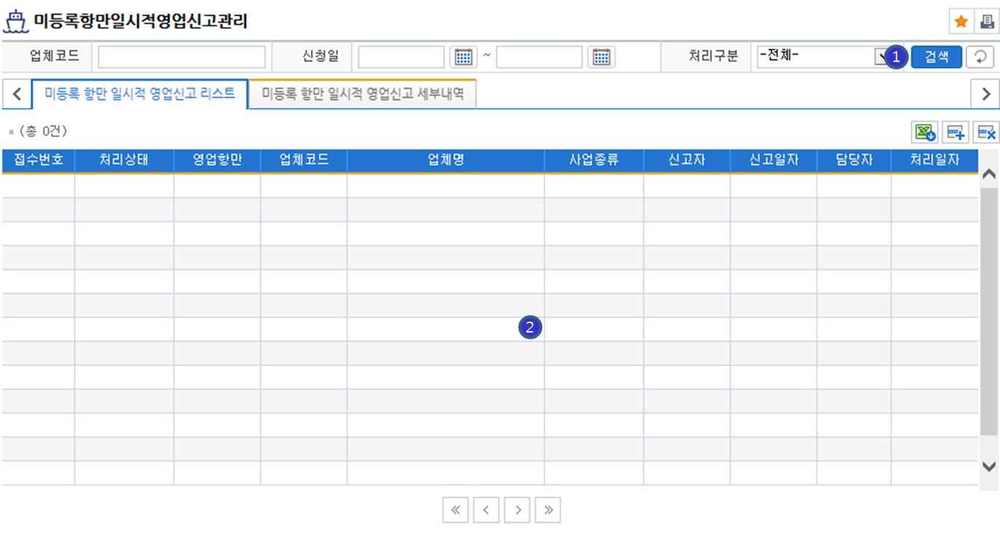 미등록항만일시적영업신고관리
업체코드 신청일 ~ 처리구분 -전체- 1 검색
미등록 항만 일시적 영업신고 리스트 미등록 항만 일시적 영업신고 세부내역
(총 0건)
접수번호 처리상태 영업항만 업체코드 업체명 사업종류 신고자 신고일자 담당자 처리일자
2